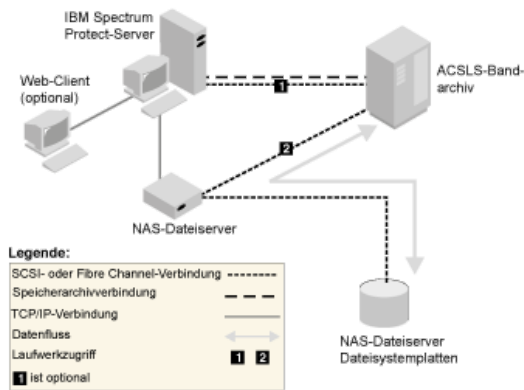 IBM Spectrum
Protect-Server
Web-Client
(optional)
ACSLS-Band-
archiv
1
2
NAS-Dateiserver
Legende:
SCSI- oder Fibre Channel-Verbindung
Speicherarchivverbindung
TCP/IP-Verbindung
Datenfluss
Laufwerkzugriff 1 2
1 ist optional
NAS-Dateiserver
Dateisystemplatten